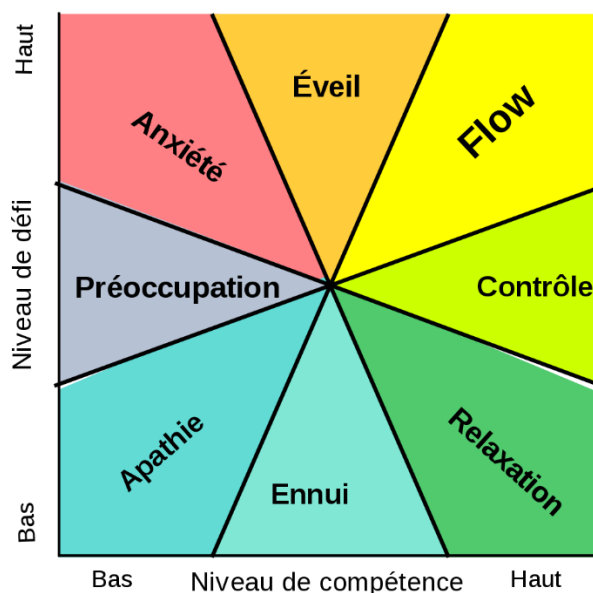 Haut
Éveil
Flow
Anxiété
Niveau de défi
Préoccupation
Contrôle
Apathie
Relaxation
Ennui
Bas
Bas
Niveau de compétence
Haut